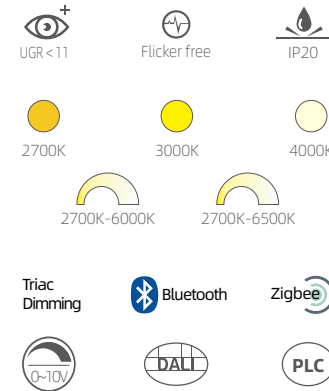 UGR<11 Flicker free IP20
2700K 3000K 4000K
2700K-6000K 2700K-6500K
Triac
Dimming
Bluetooth Zigbee
0~10V DALI PLC